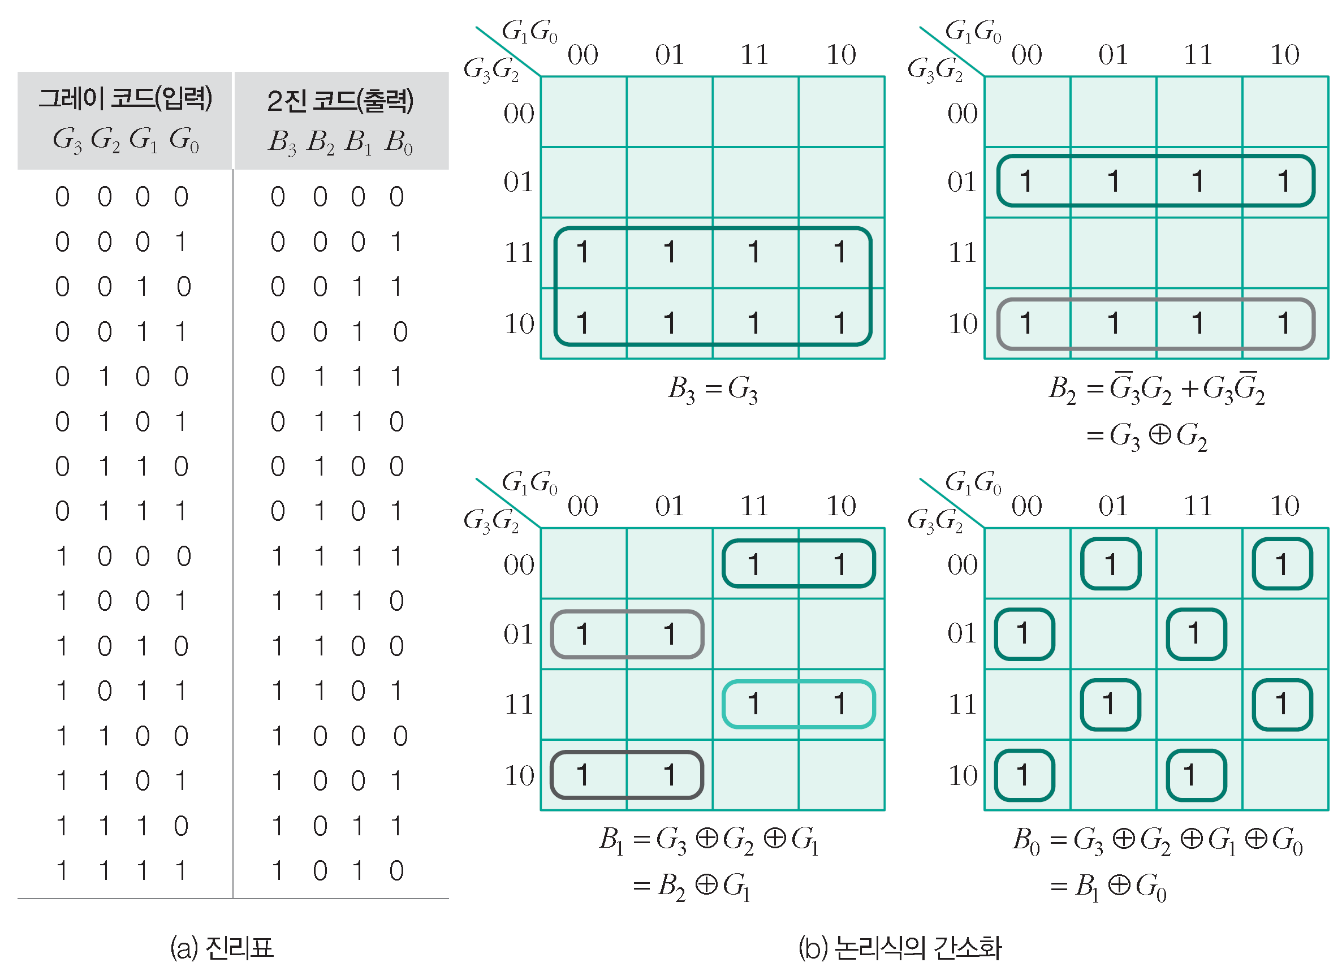 그레이 코드(입력) 2진 코드(출력)
G₃ G₂ G₁ G₀ B₃ B₂ B₁ B₀
0 0 0 0 0 0 0 0
0 0 0 1 0 0 0 1
0 0 1 0 0 0 1 1
0 0 1 1 0 0 1 0
0 1 0 0 0 1 1 1
0 1 0 1 0 1 1 0
0 1 1 0 0 1 0 0
0 1 1 1 0 1 0 1
1 0 0 0 1 1 1 1
1 0 0 1 1 1 1 0
1 0 1 0 1 1 0 0
1 0 1 1 1 1 0 1
1 1 0 0 1 0 0 0
1 1 0 1 1 0 0 1
1 1 1 0 1 0 1 1
1 1 1 1 1 0 1 0
(a) 진리표
G₁G₀
00 01 11 10
G₃G₂
00
01
11 1 1 1 1
10 1 1 1 1
B₃ = G₃
G₁G₀
00 01 11 10
G₃G₂
00
01 1 1 1 1
11
10 1 1 1 1
B₂ = G̅₃G₂ + G₃G̅₂
= G₃ ⊕ G₂
G₁G₀
00 01 11 10
G₃G₂
00 1 1
01 1 1
11 1 1
10 1 1
B₁ = G₃ ⊕ G₂ ⊕ G₁
= B₂ ⊕ G₁
G₁G₀
00 01 11 10
G₃G₂
00 1 1
01 1 1
11 1 1
10 1 1
B₀ = G₃ ⊕ G₂ ⊕ G₁ ⊕ G₀
= B₁ ⊕ G₀
(b) 논리식의 간소화